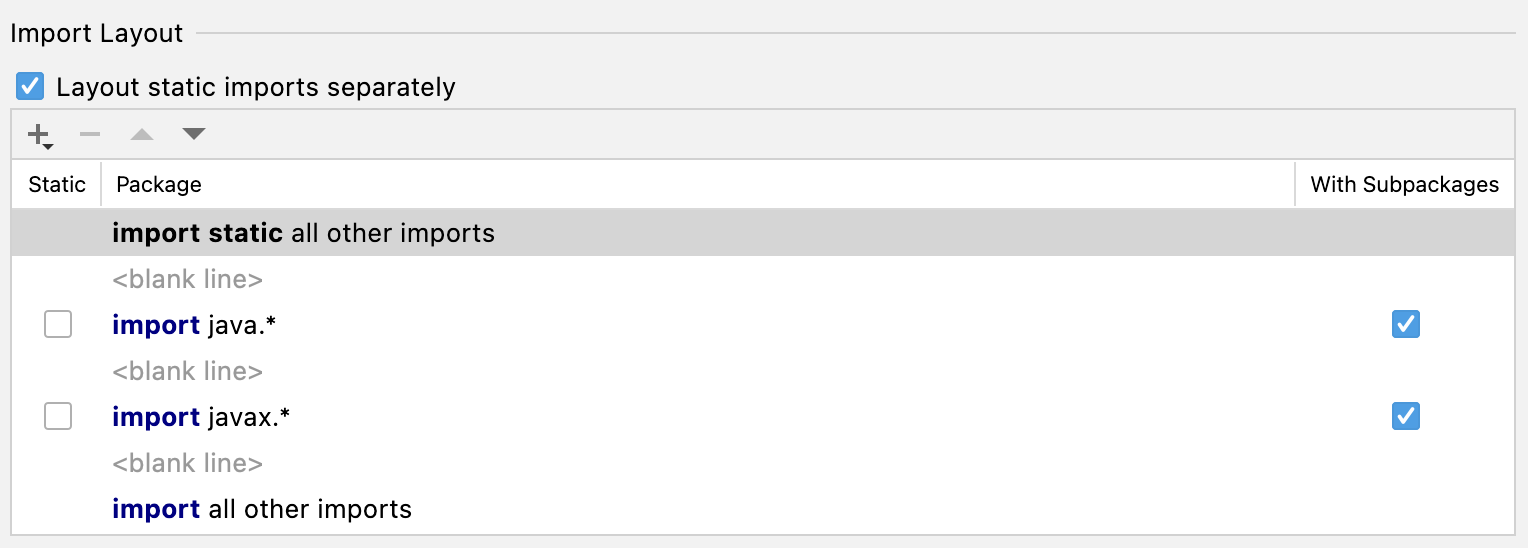 Import Layout
Layout static imports separately
Static Package With Subpackages
import static all other imports
<blank line>
import java.*
<blank line>
import javax.*
<blank line>
import all other imports